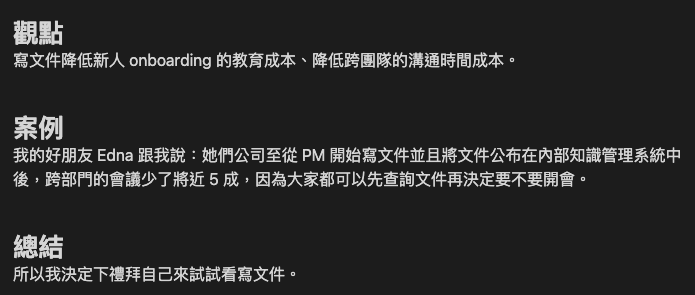 觀點
寫文件降低新人 onboarding 的教育成本、降低跨團隊的溝通時間成本。
案例
我的好朋友 Edna 跟我說：她們公司至從 PM 開始寫文件並且將文件公布在內部知識管理系統中
後，跨部門的會議少了將近 5 成，因為大家都可以先查詢文件再決定要不要開會。
總結
所以我決定下禮拜自己來試試看寫文件。